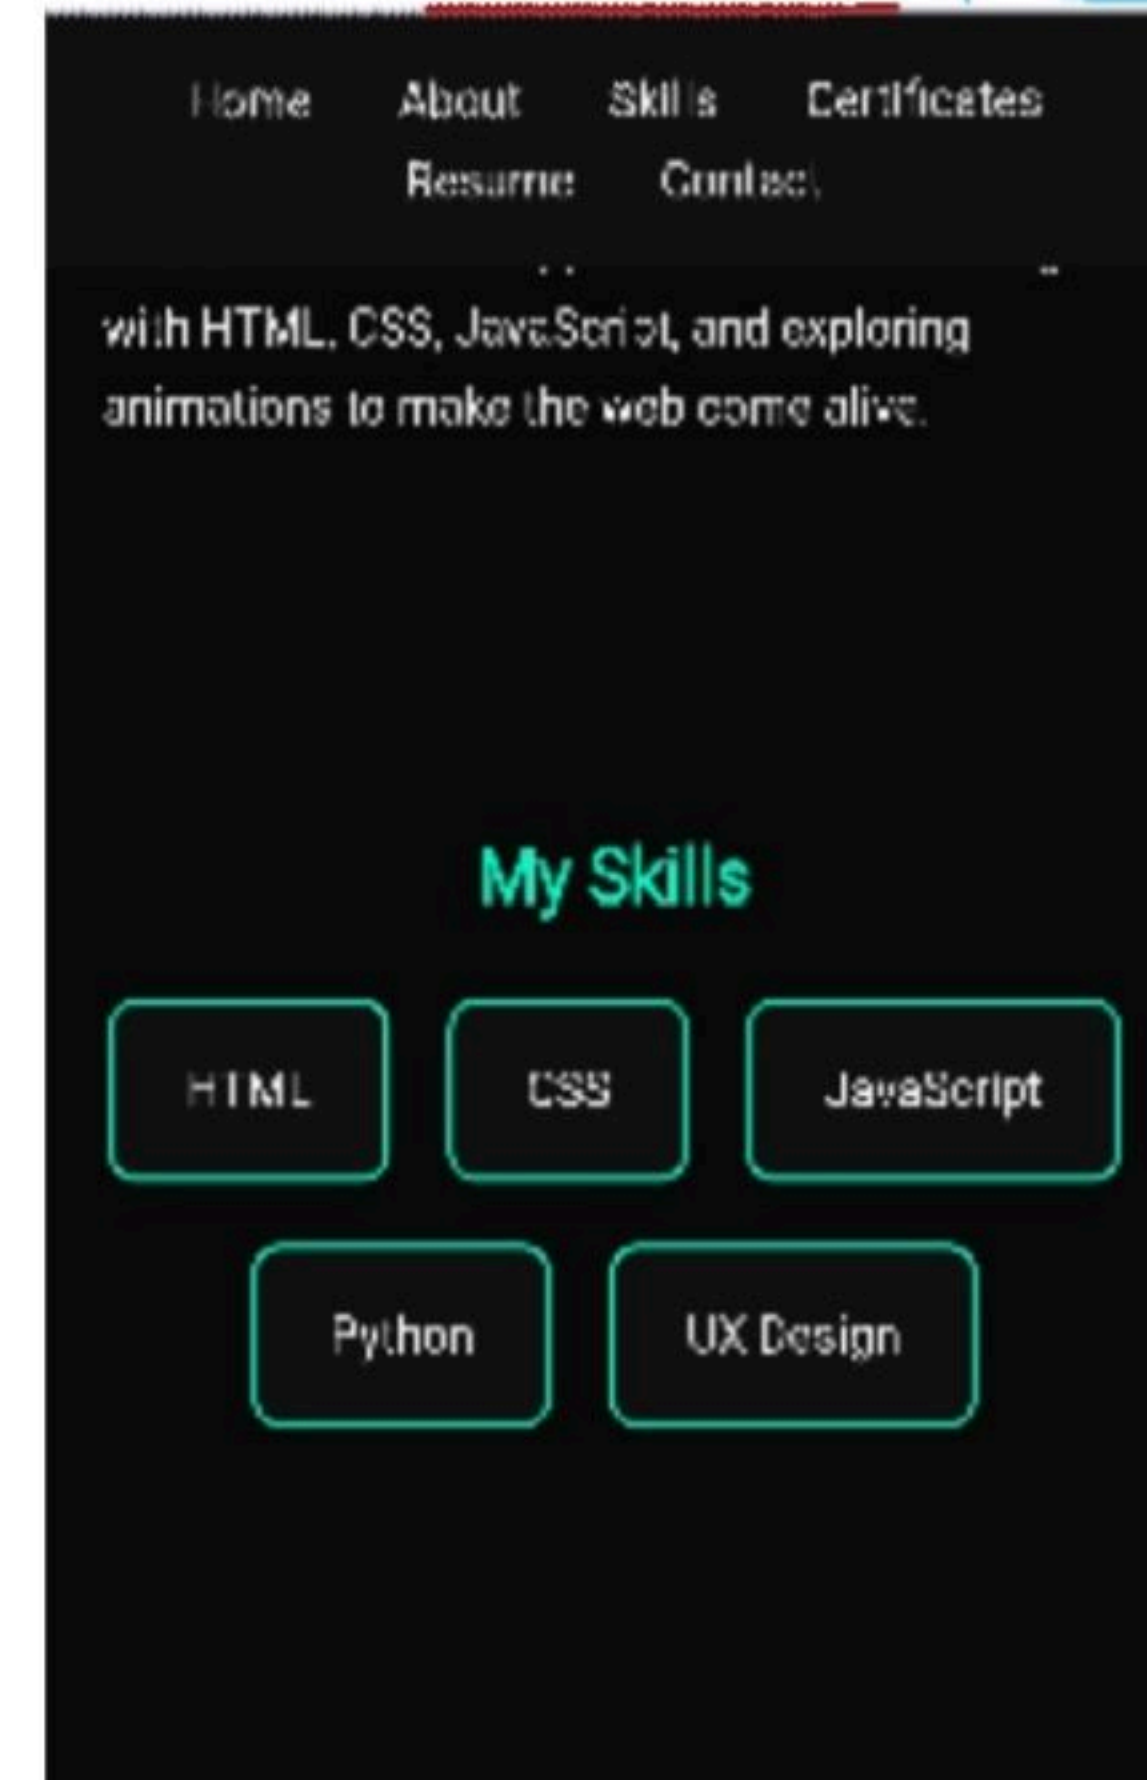 Home About Skills Certificates
Resume Contact
with HTML, CSS, JavaScript, and exploring
animations to make the web come alive.
My Skills
HTML CSS JavaScript
Python UX Design